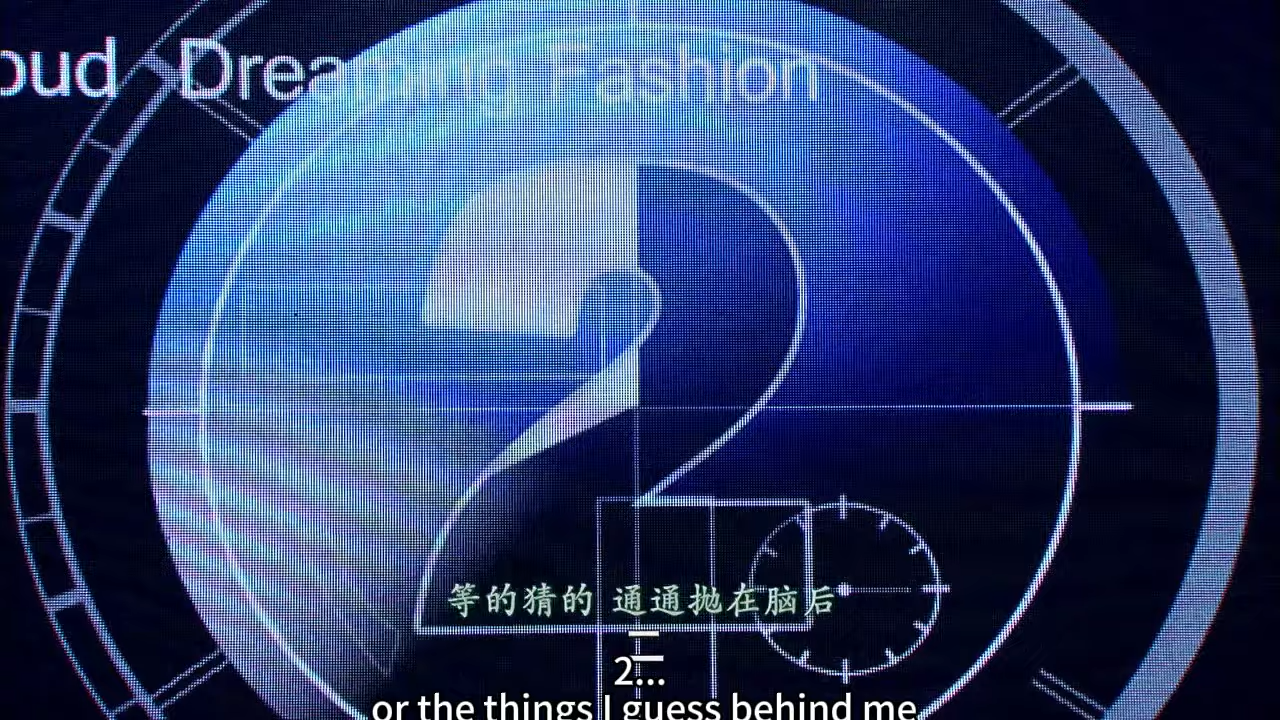 oud Dreaming Fashion
2
等的猜的 通通抛在脑后
2...
or the things I guess behind me